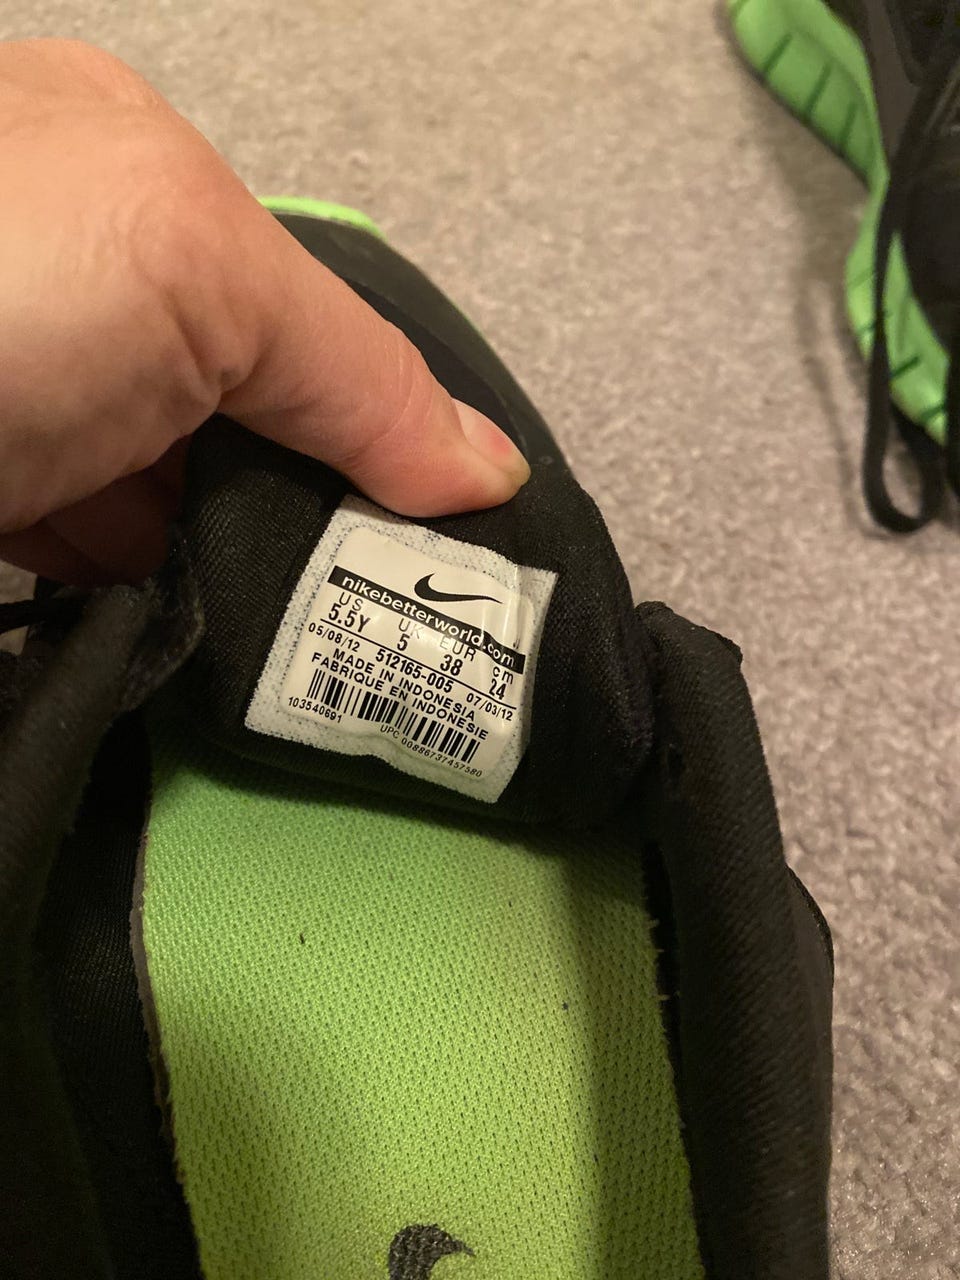 nikebetterworld.com
US UK EUR cm
5.5Y 5 38 24
05/08/12 512165-005 07/03/12
MADE IN INDONESIA
FABRIQUE EN INDONÉSIE
103540691
UPC 00886737457580